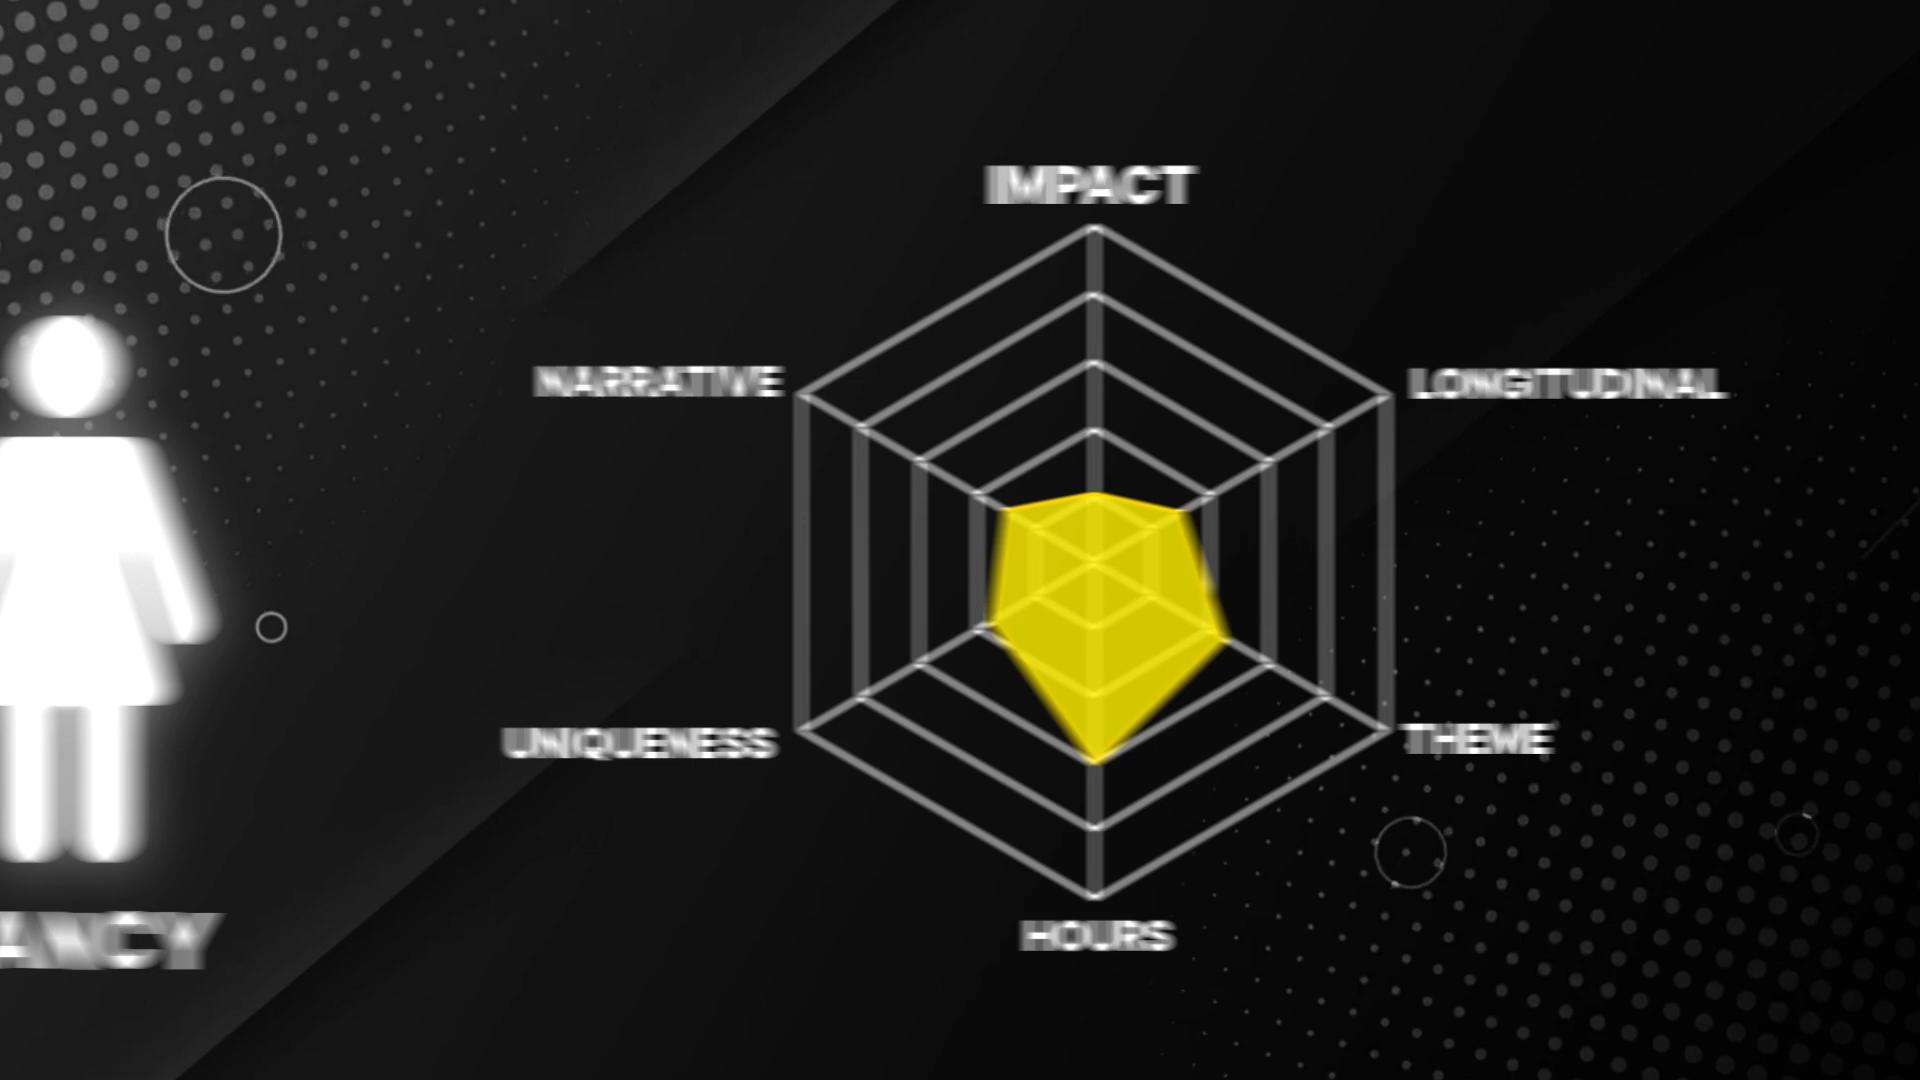 IMPACT
NARRATIVE
LONGITUDINAL
UNIQUENESS
THEME
HOURS
ANCY